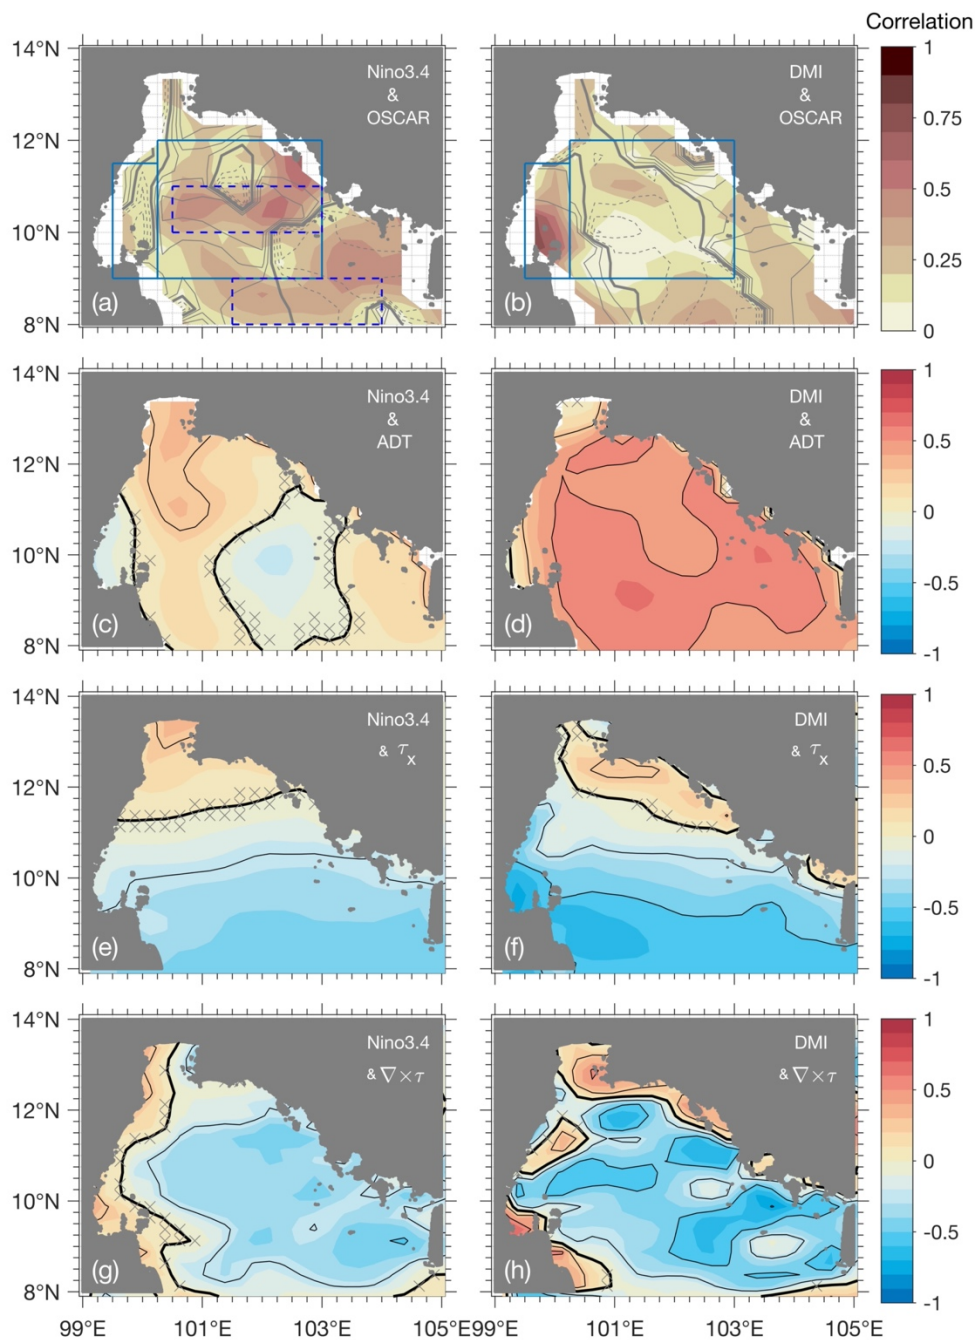 Correlation
14°N
12°N
10°N
8°N
Nino3.4
&
OSCAR
(a)
DMI
&
OSCAR
(b)
1
0.75
0.5
0.25
0
14°N
12°N
10°N
8°N
Nino3.4
&
ADT
(c)
DMI
&
ADT
(d)
1
0.5
0
-0.5
-1
14°N
12°N
10°N
8°N
Nino3.4
& τx
(e)
DMI
& τx
(f)
1
0.5
0
-0.5
-1
14°N
12°N
10°N
8°N
Nino3.4
& ∇×τ
(g)
DMI
& ∇×τ
(h)
1
0.5
0
-0.5
-1
99°E 101°E 103°E 105°E 99°E 101°E 103°E 105°E